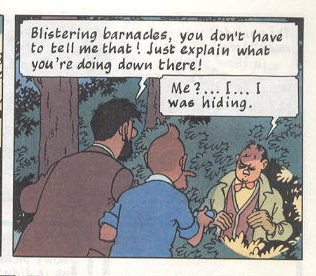 Blistering barnacles, you don't have
to tell me that! Just explain what
you're doing down there!
Me?... I... I
was hiding.